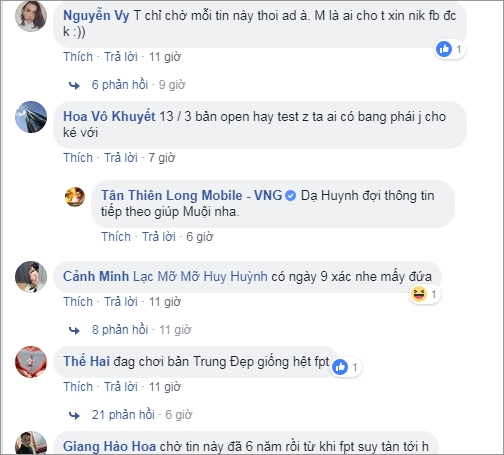 Nguyễn Vy T chỉ chờ mỗi tin này thoi ad à. M là ai cho t xin nik fb đc
k :))
1
Thích · Trả lời · 11 giờ
6 phản hồi · 9 giờ
Hoa Vô Khuyết 13 / 3 bản open hay test z ta ai có bang phái j cho
ké với
Thích · Trả lời · 7 giờ
Tân Thiên Long Mobile - VNG Dạ Huynh đợi thông tin
tiếp theo giúp Muội nha.
Thích · Trả lời · 6 giờ
Cảnh Minh Lạc Mỡ Mỡ Huy Huỳnh có ngày 9 xác nhe mấy đứa
1
Thích · Trả lời · 11 giờ
8 phản hồi · 11 giờ
Thế Hai đag chơi bản Trung Đẹp giống hệt fpt
1
Thích · Trả lời · 11 giờ
21 phản hồi · 6 giờ
Giang Hào Hoa chờ tin này đã 6 năm rồi từ khi fpt suy tàn tới h